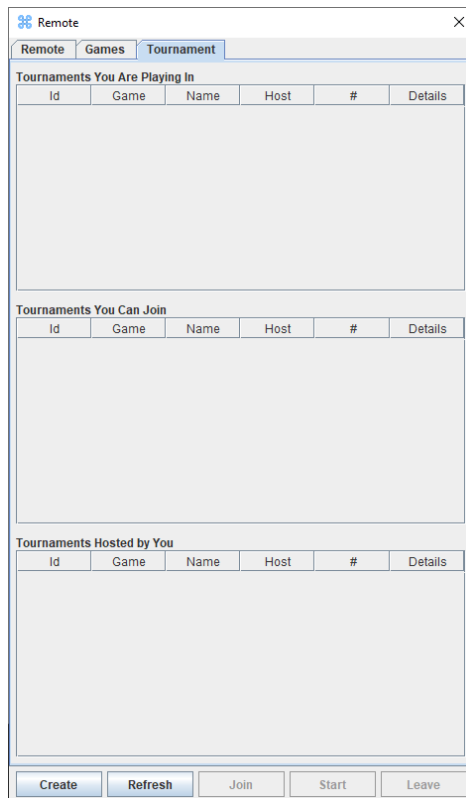 Remote
Remote Games Tournament
Tournaments You Are Playing In
Id Game Name Host # Details
Tournaments You Can Join
Id Game Name Host # Details
Tournaments Hosted by You
Id Game Name Host # Details
Create Refresh Join Start Leave